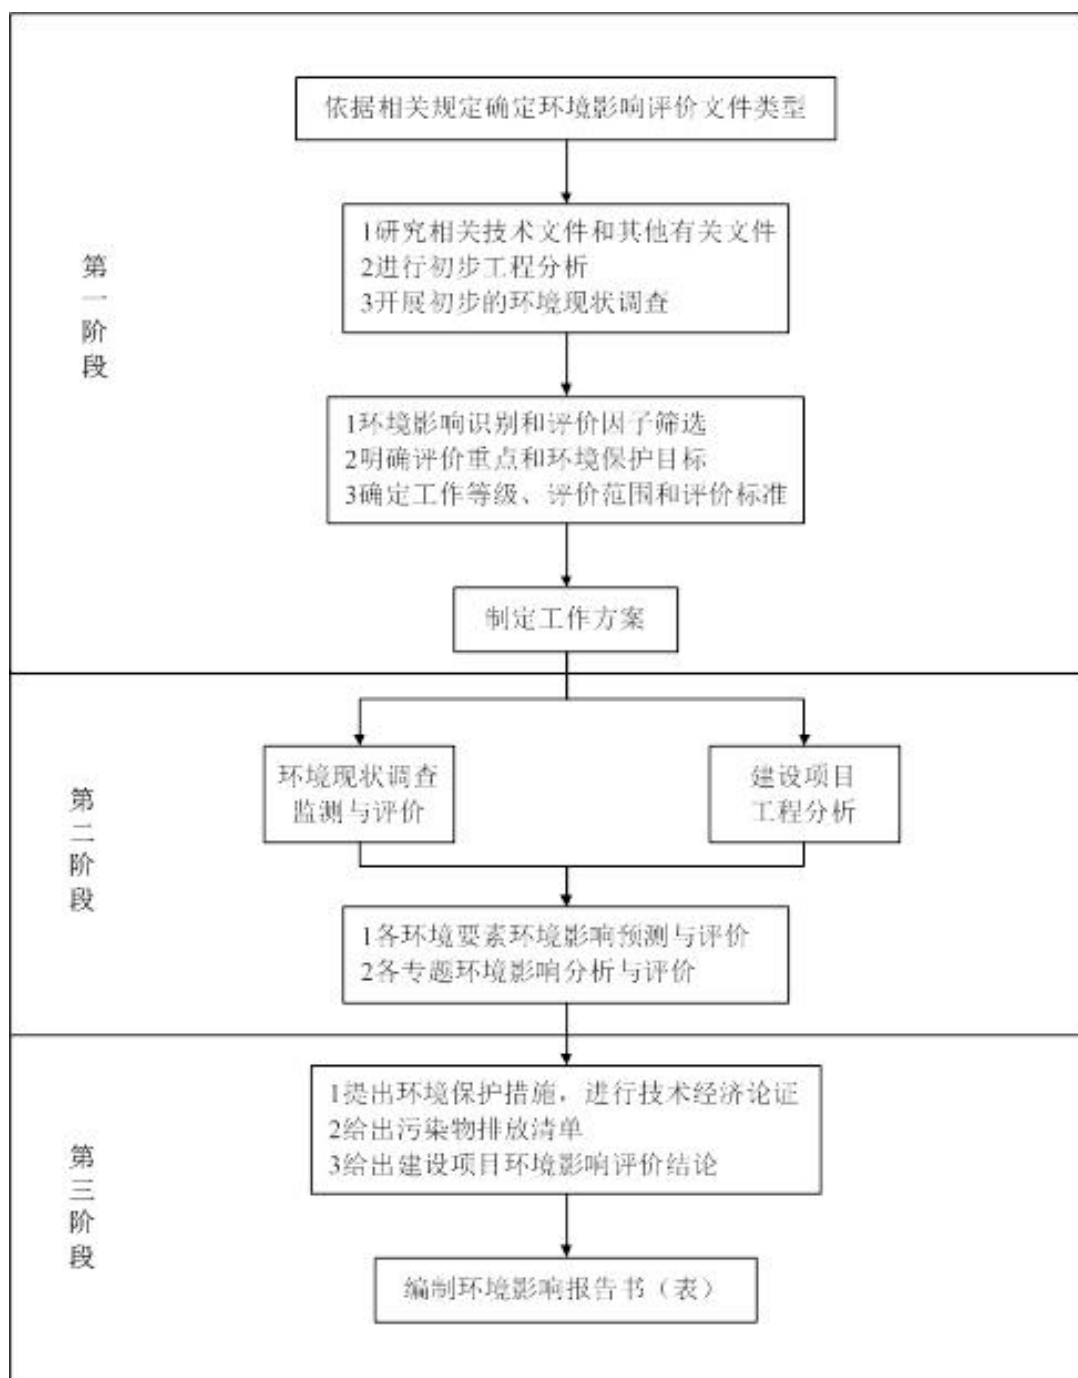 依据相关规定确定环境影响评价文件类型
1研究相关技术文件和其他有关文件
2进行初步工程分析
3开展初步的环境现状调查
第一阶段
1环境影响识别和评价因子筛选
2明确评价重点和环境保护目标
3确定工作等级、评价范围和评价标准
制定工作方案
环境现状调查
监测与评价
建设项目
工程分析
第二阶段
1各环境要素环境影响预测与评价
2各专题环境影响分析与评价
1提出环境保护措施，进行技术经济论证
2给出污染物排放清单
3给出建设项目环境影响评价结论
第三阶段
编制环境影响报告书（表）